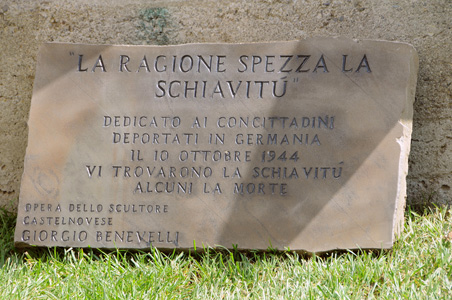 "LA RAGIONE SPEZZA LA
SCHIAVITÚ"
DEDICATO AI CONCITTADINI
DEPORTATI IN GERMANIA
IL 10 OTTOBRE 1944
VI TROVARONO LA SCHIAVITÚ
ALCUNI LA MORTE
OPERA DELLO SCULTORE
CASTELNOVESE
GIORGIO BENEVELLI